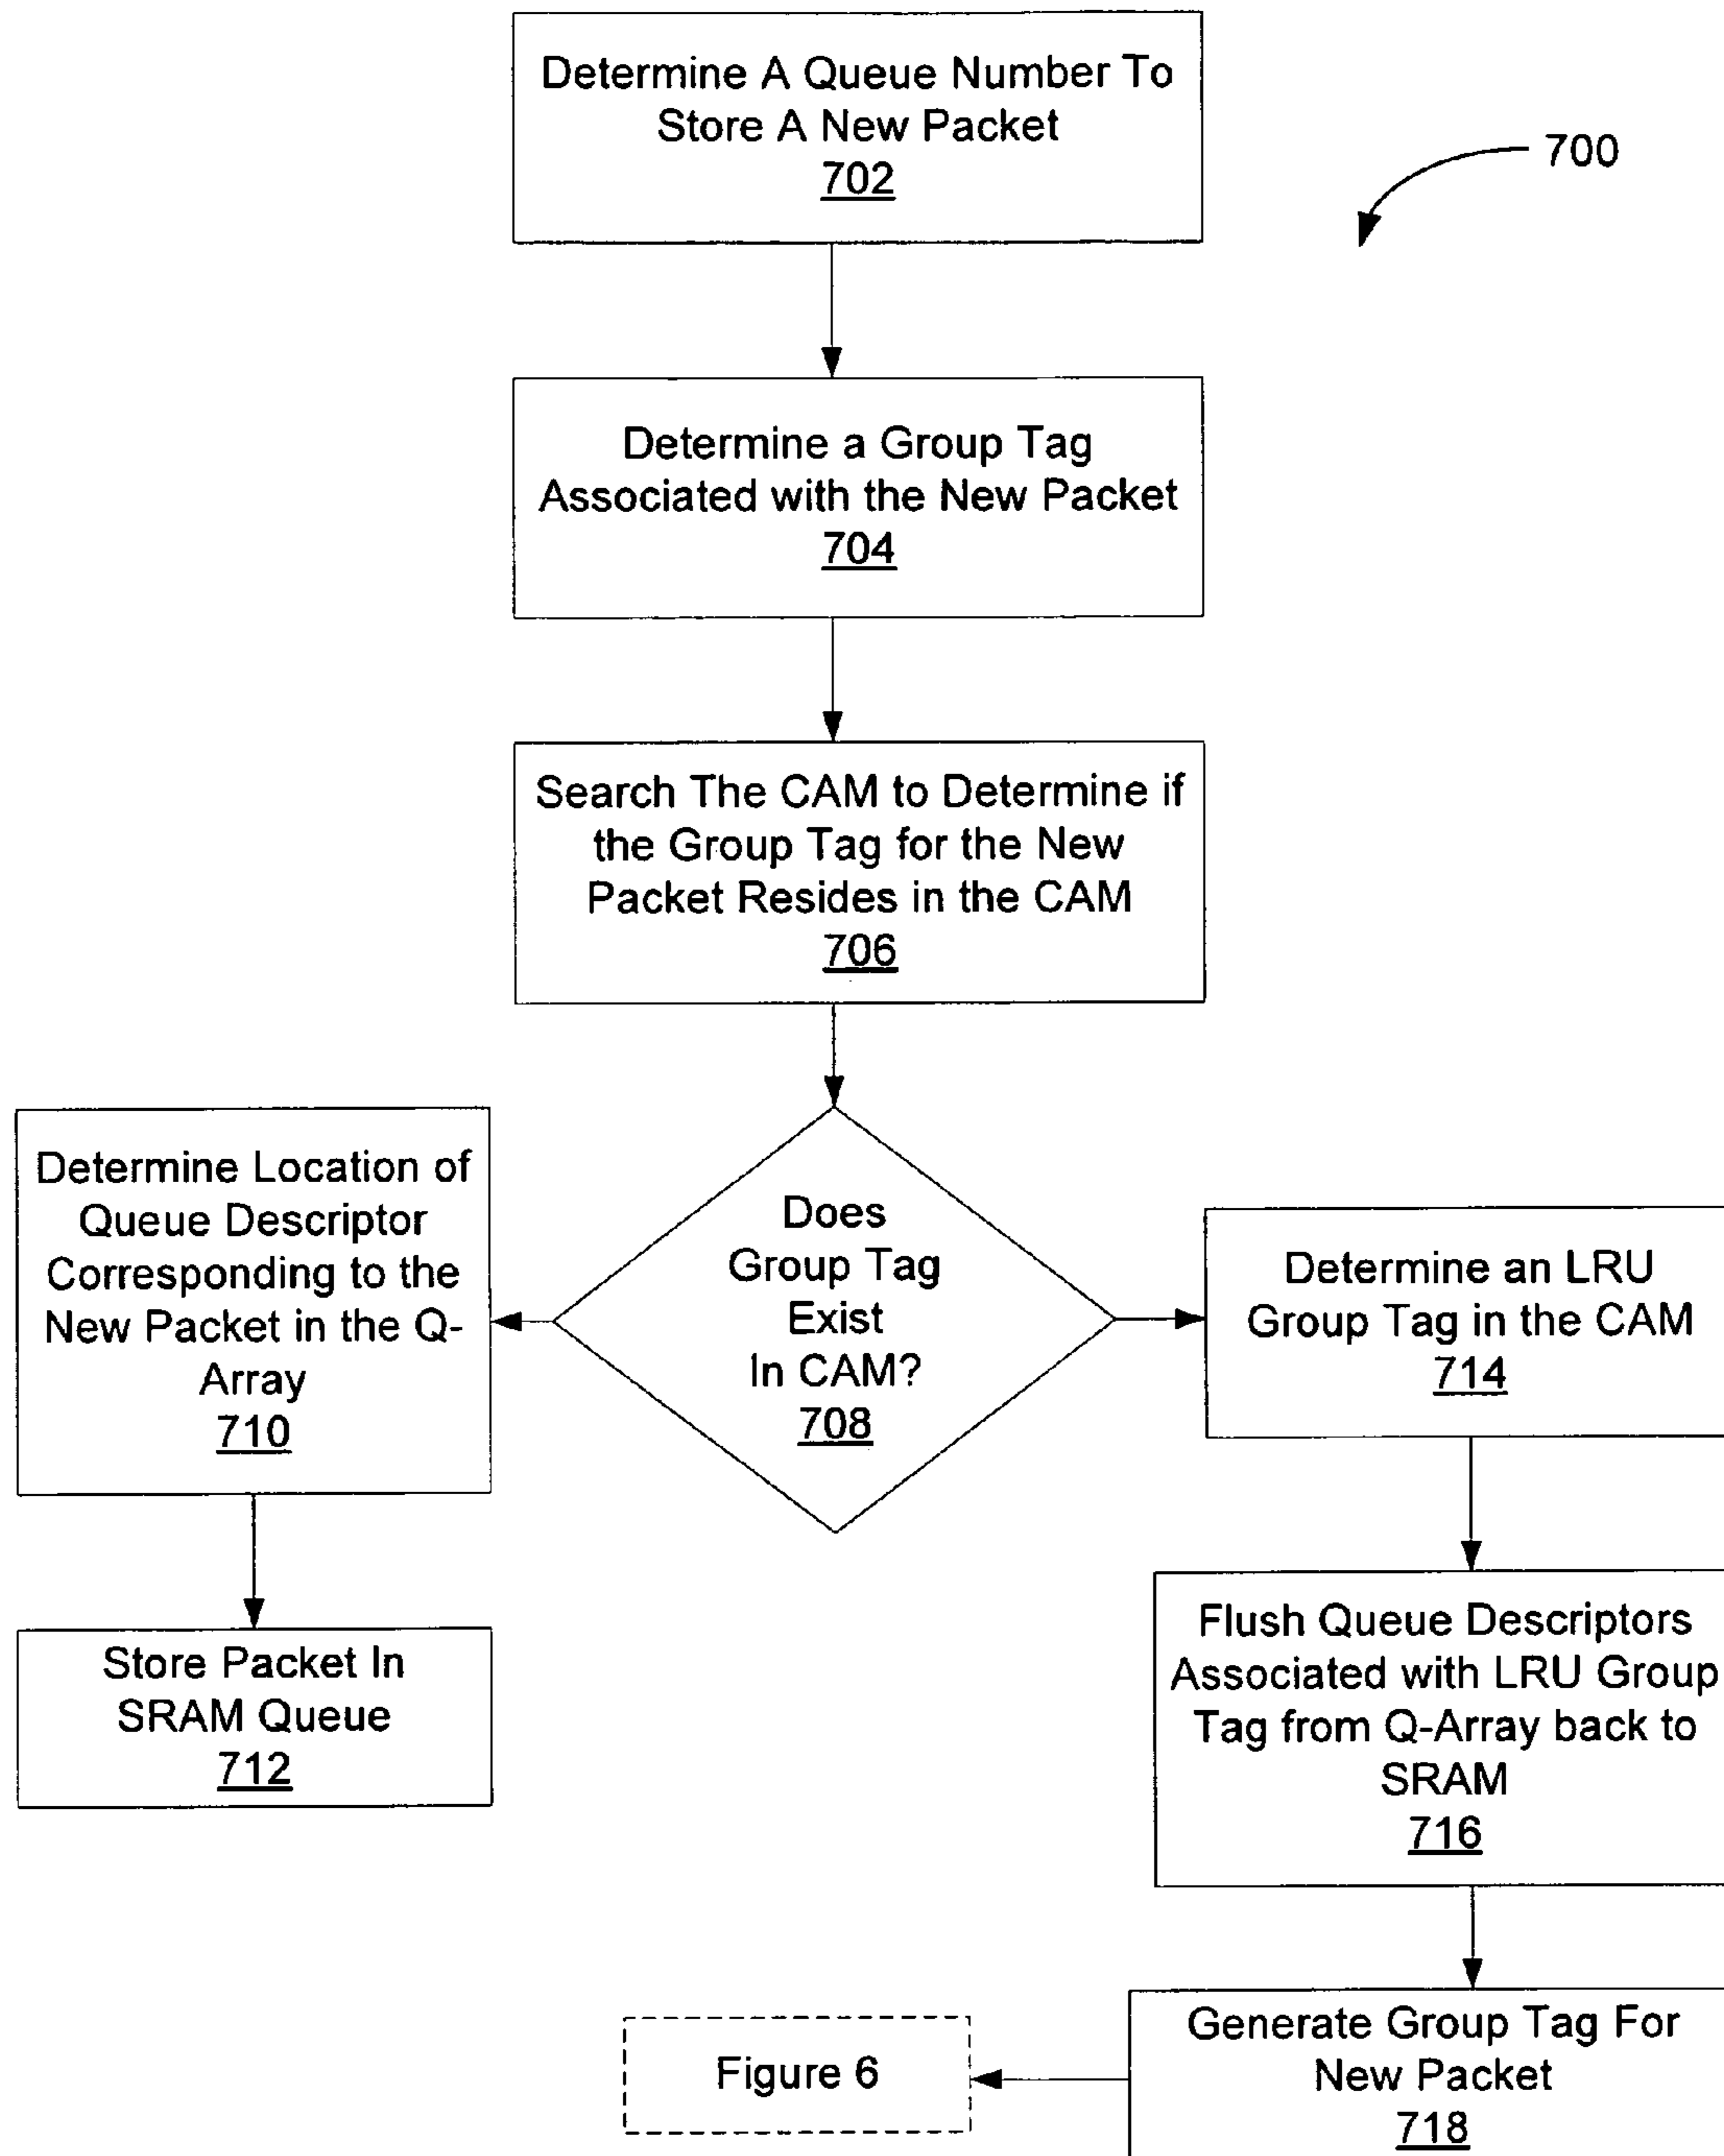 Determine A Queue Number To
Store A New Packet
702
700
Determine a Group Tag
Associated with the New Packet
704
Search The CAM to Determine if
the Group Tag for the New
Packet Resides in the CAM
706
Does
Group Tag
Exist
In CAM?
708
Determine Location of
Queue Descriptor
Corresponding to the
New Packet in the Q-
Array
710
Store Packet In
SRAM Queue
712
Determine an LRU
Group Tag in the CAM
714
Flush Queue Descriptors
Associated with LRU Group
Tag from Q-Array back to
SRAM
716
Generate Group Tag For
New Packet
718
Figure 6